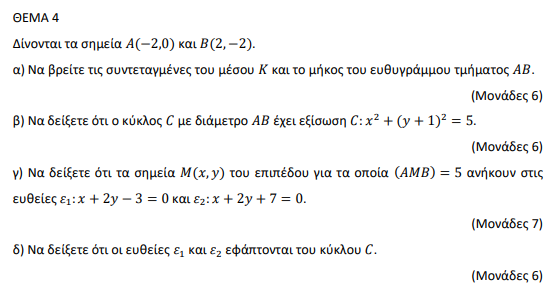 ΘΕΜΑ 4
Δίνονται τα σημεία A(−2,0) και B(2, −2).
α) Να βρείτε τις συντεταγμένες του μέσου K και το μήκος του ευθυγράμμου τμήματος AB.
(Μονάδες 6)
β) Να δείξετε ότι ο κύκλος C με διάμετρο AB έχει εξίσωση C: x² + (y + 1)² = 5.
(Μονάδες 6)
γ) Να δείξετε ότι τα σημεία M(x, y) του επιπέδου για τα οποία (AMB) = 5 ανήκουν στις
ευθείες ε₁: x + 2y − 3 = 0 και ε₂: x + 2y + 7 = 0.
(Μονάδες 7)
δ) Να δείξετε ότι οι ευθείες ε₁ και ε₂ εφάπτονται του κύκλου C.
(Μονάδες 6)